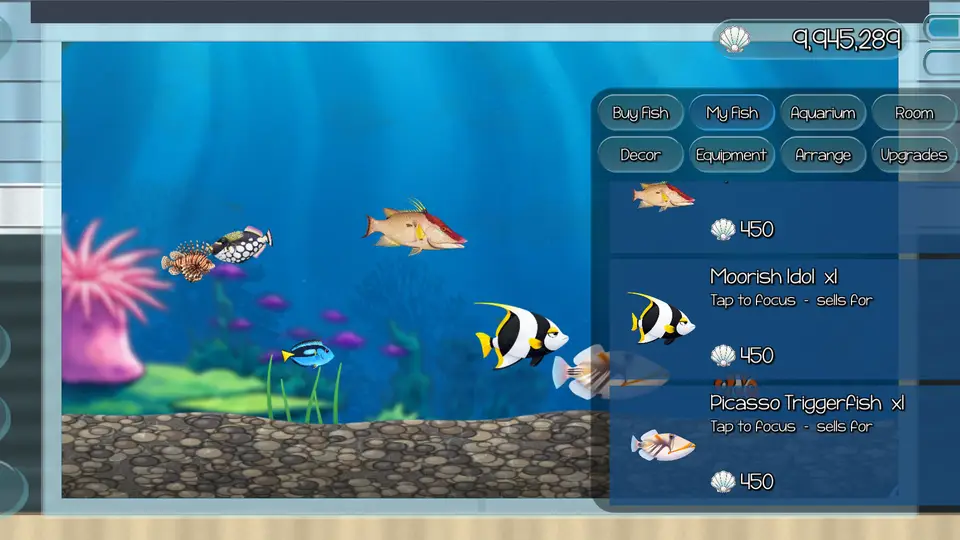 9,945,289
Buy Fish
My Fish
Aquarium
Room
Decor
Equipment
Arrange
Upgrades
450
Moorish Idol x1
Tap to focus - sells for
450
Picasso Triggerfish x1
Tap to focus - sells for
450